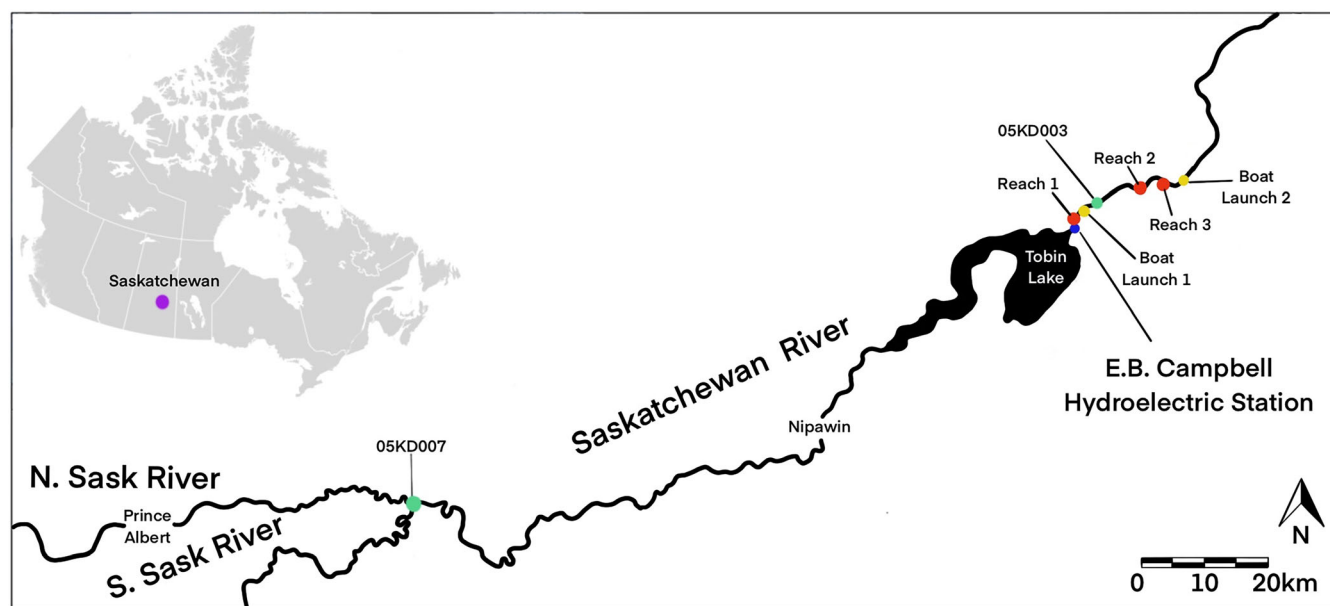 Saskatchewan
05KD003
Reach 2
Reach 1
Boat
Launch 2
Reach 3
Tobin
Lake
Boat
Launch 1
Saskatchewan River
E.B. Campbell
Hydroelectric Station
Nipawin
05KD007
N. Sask River
Prince
Albert
S. Sask River
N
0 10 20km